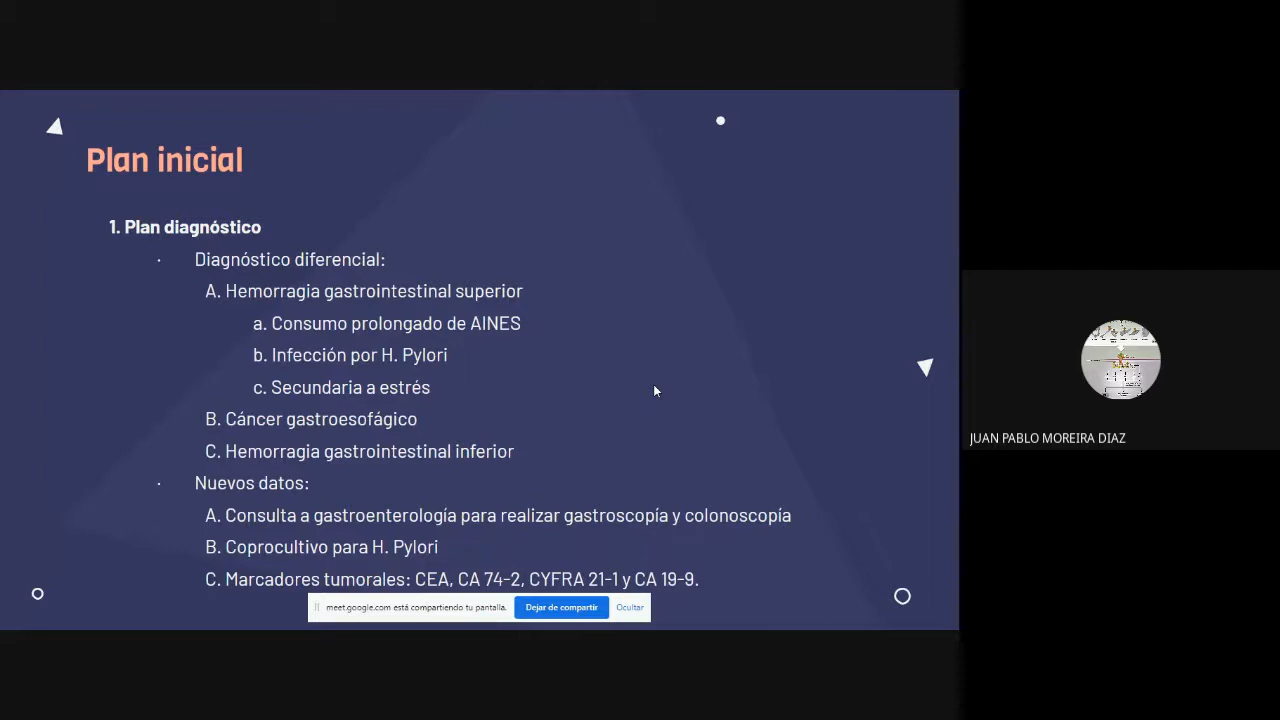 Plan inicial
1. Plan diagnóstico
· Diagnóstico diferencial:
A. Hemorragia gastrointestinal superior
a. Consumo prolongado de AINES
b. Infección por H. Pylori
c. Secundaria a estrés
B. Cáncer gastroesofágico
C. Hemorragia gastrointestinal inferior
· Nuevos datos:
A. Consulta a gastroenterología para realizar gastroscopía y colonoscopía
B. Coprocultivo para H. Pylori
C. Marcadores tumorales: CEA, CA 74-2, CYFRA 21-1 y CA 19-9.
meet.google.com está compartiendo tu pantalla. Dejar de compartir Ocultar
JUAN PABLO MOREIRA DIAZ